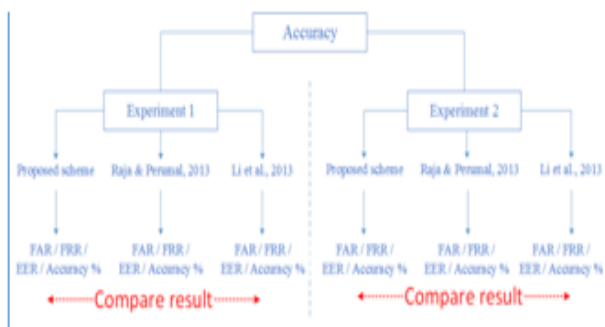 Accuracy
Experiment 1
Experiment 2
Proposed scheme
Raja & Perumal, 2013
Li et al., 2013
Proposed scheme
Raja & Perumal, 2013
Li et al., 2013
FAR / FRR /
EER / Accuracy %
FAR / FRR /
EER / Accuracy %
FAR / FRR /
EER / Accuracy %
FAR / FRR /
EER / Accuracy %
FAR / FRR /
EER / Accuracy %
FAR / FRR /
EER / Accuracy %
Compare result
Compare result